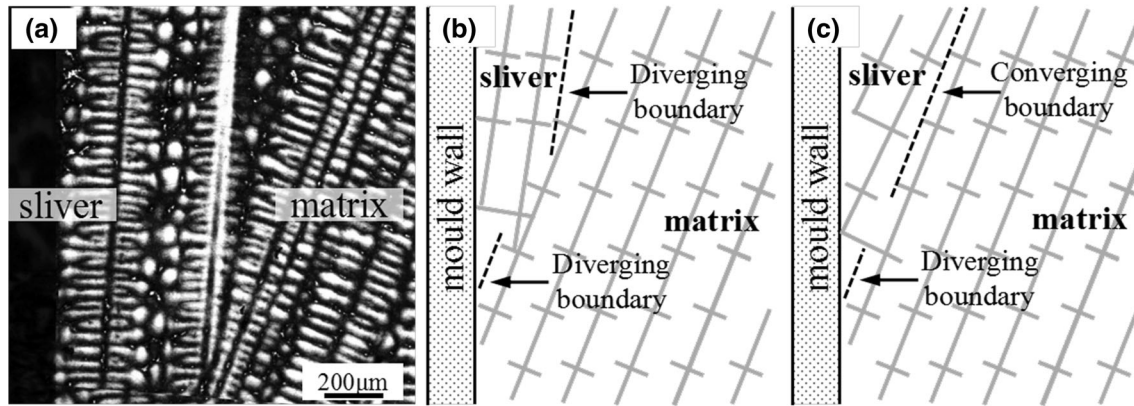 (a)
sliver
matrix
200μm
(b)
mould wall
sliver
Diverging
boundary
matrix
Diverging
boundary
(c)
mould wall
sliver
Converging
boundary
matrix
Diverging
boundary